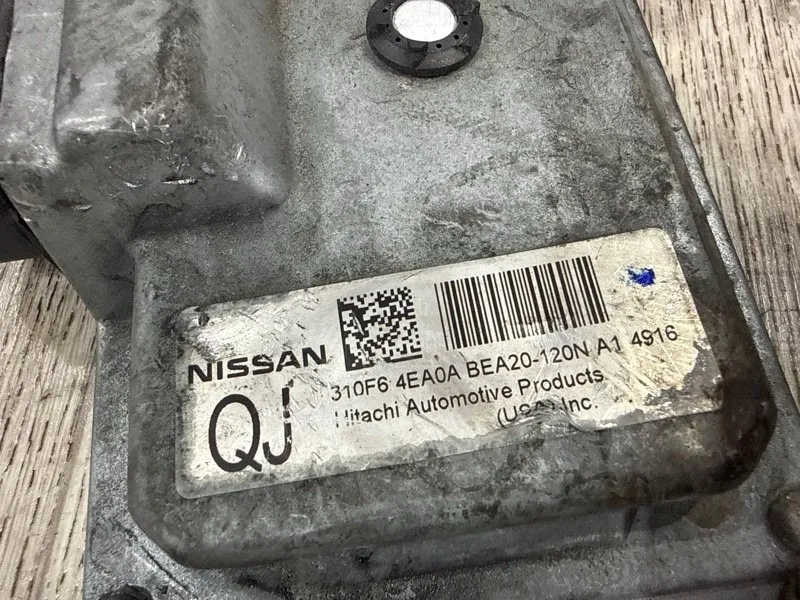 NISSAN
310F6 4EA0A BEA20-120N A1 4916
Hitachi Automotive Products
(USA) Inc.
QJ